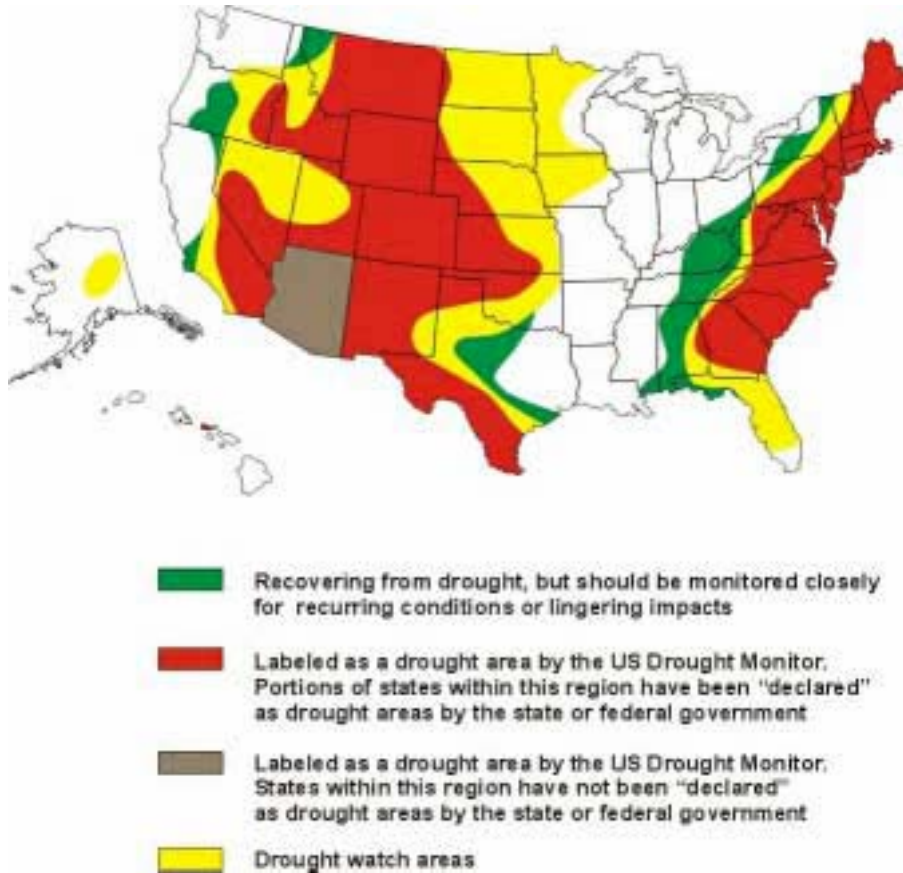 Recovering from drought, but should be monitored closely
for recurring conditions or lingering impacts
Labeled as a drought area by the US Drought Monitor.
Portions of states within this region have been “declared”
as drought areas by the state or federal government
Labeled as a drought area by the US Drought Monitor.
States within this region have not been “declared”
as drought areas by the state or federal government
Drought watch areas